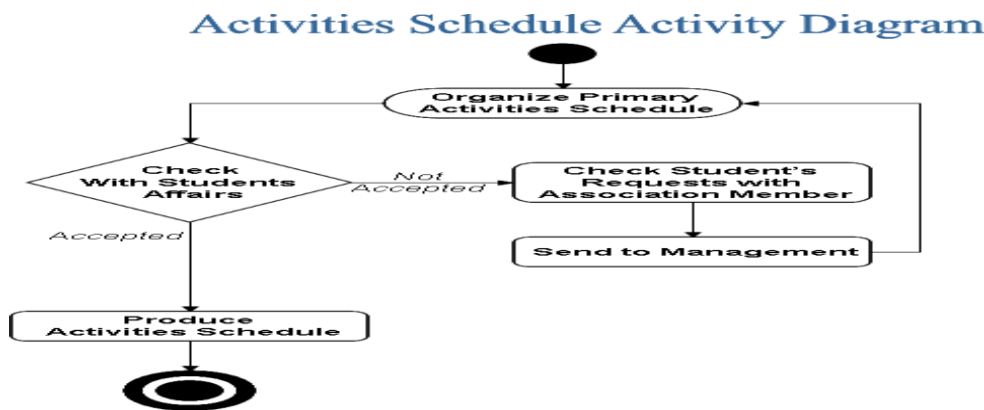 Activities Schedule Activity Diagram
Organize Primary
Activities Schedule
Check
With Students
Affairs
Not
Accepted
Check Student's
Requests with
Association Member
Accepted
Send to Management
Produce
Activities Schedule